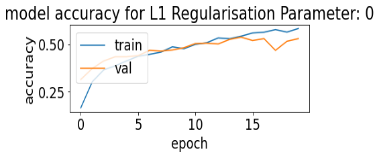 model accuracy for L1 Regularisation Parameter: 0
accuracy
0.50
0.25
train
val
0
5
10
15
epoch